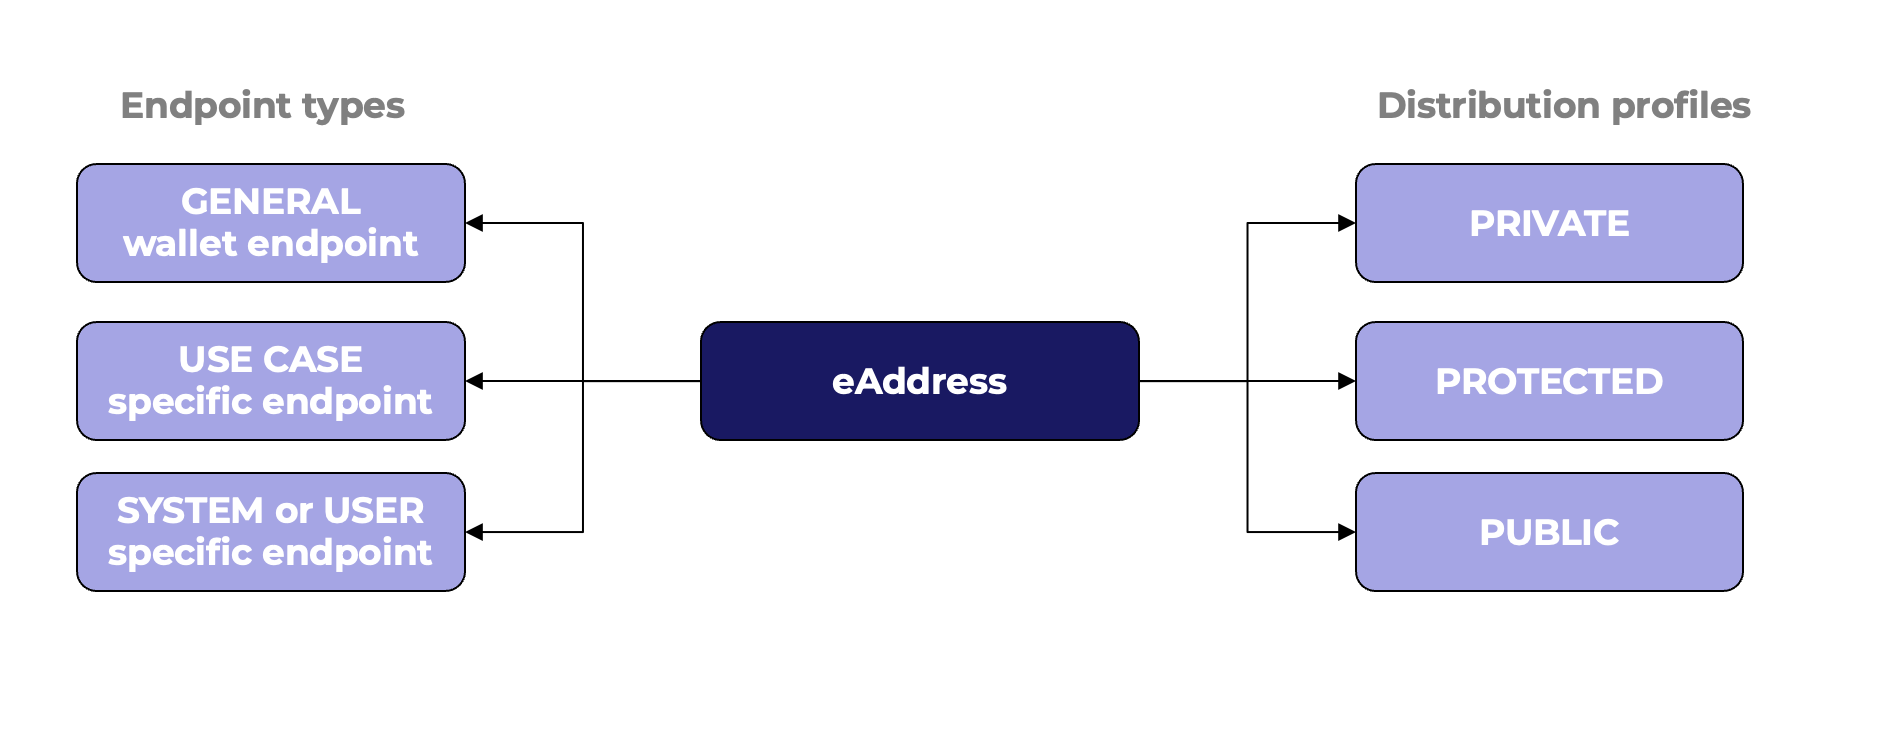 Endpoint types
GENERAL
wallet endpoint
USE CASE
specific endpoint
SYSTEM or USER
specific endpoint
eAddress
Distribution profiles
PRIVATE
PROTECTED
PUBLIC